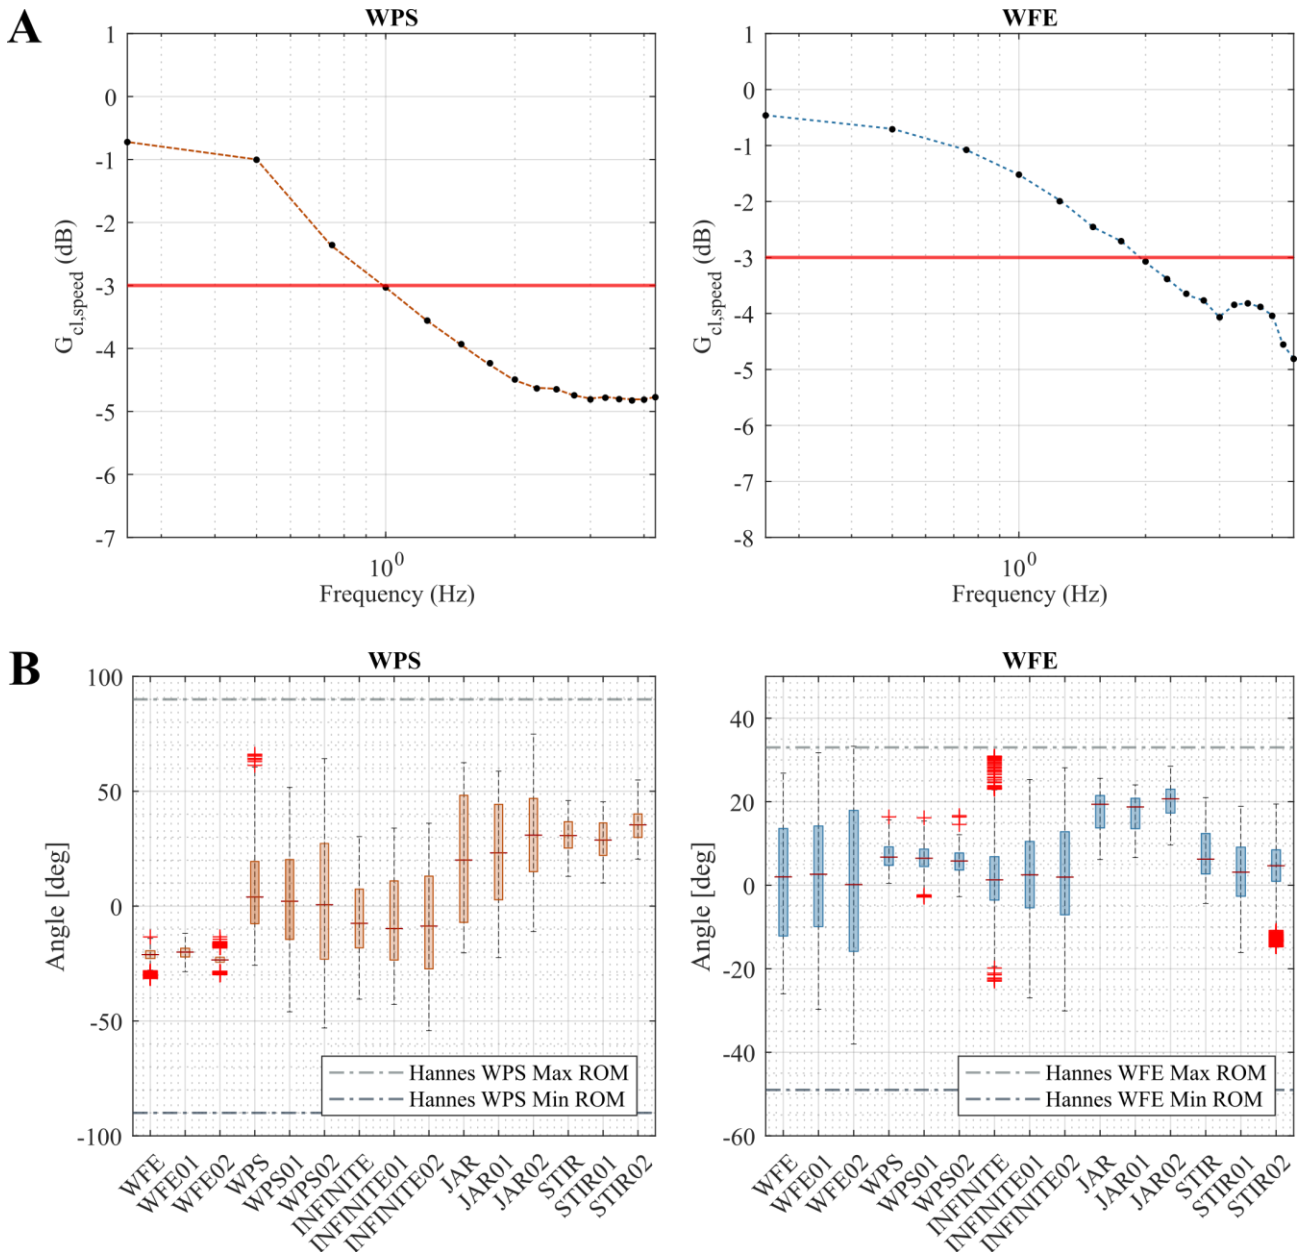 A
WPS
1
0
-1
-2
-3
-4
-5
-6
-7
G_cl,speed (dB)
10^0
Frequency (Hz)
WFE
1
0
-1
-2
-3
-4
-5
-6
-7
-8
G_cl,speed (dB)
10^0
Frequency (Hz)
B
WPS
100
50
0
-50
-100
Angle [deg]
Hannes WPS Max ROM
Hannes WPS Min ROM
WFE
WFE01
WFE02
WPS
WPS01
WPS02
INFINITE
INFINITE01
INFINITE02
JAR
JAR01
JAR02
STIR
STIR01
STIR02
WFE
40
20
0
-20
-40
-60
Angle [deg]
Hannes WFE Max ROM
Hannes WFE Min ROM
WFE
WFE01
WFE02
WPS
WPS01
WPS02
INFINITE
INFINITE01
INFINITE02
JAR
JAR01
JAR02
STIR
STIR01
STIR02